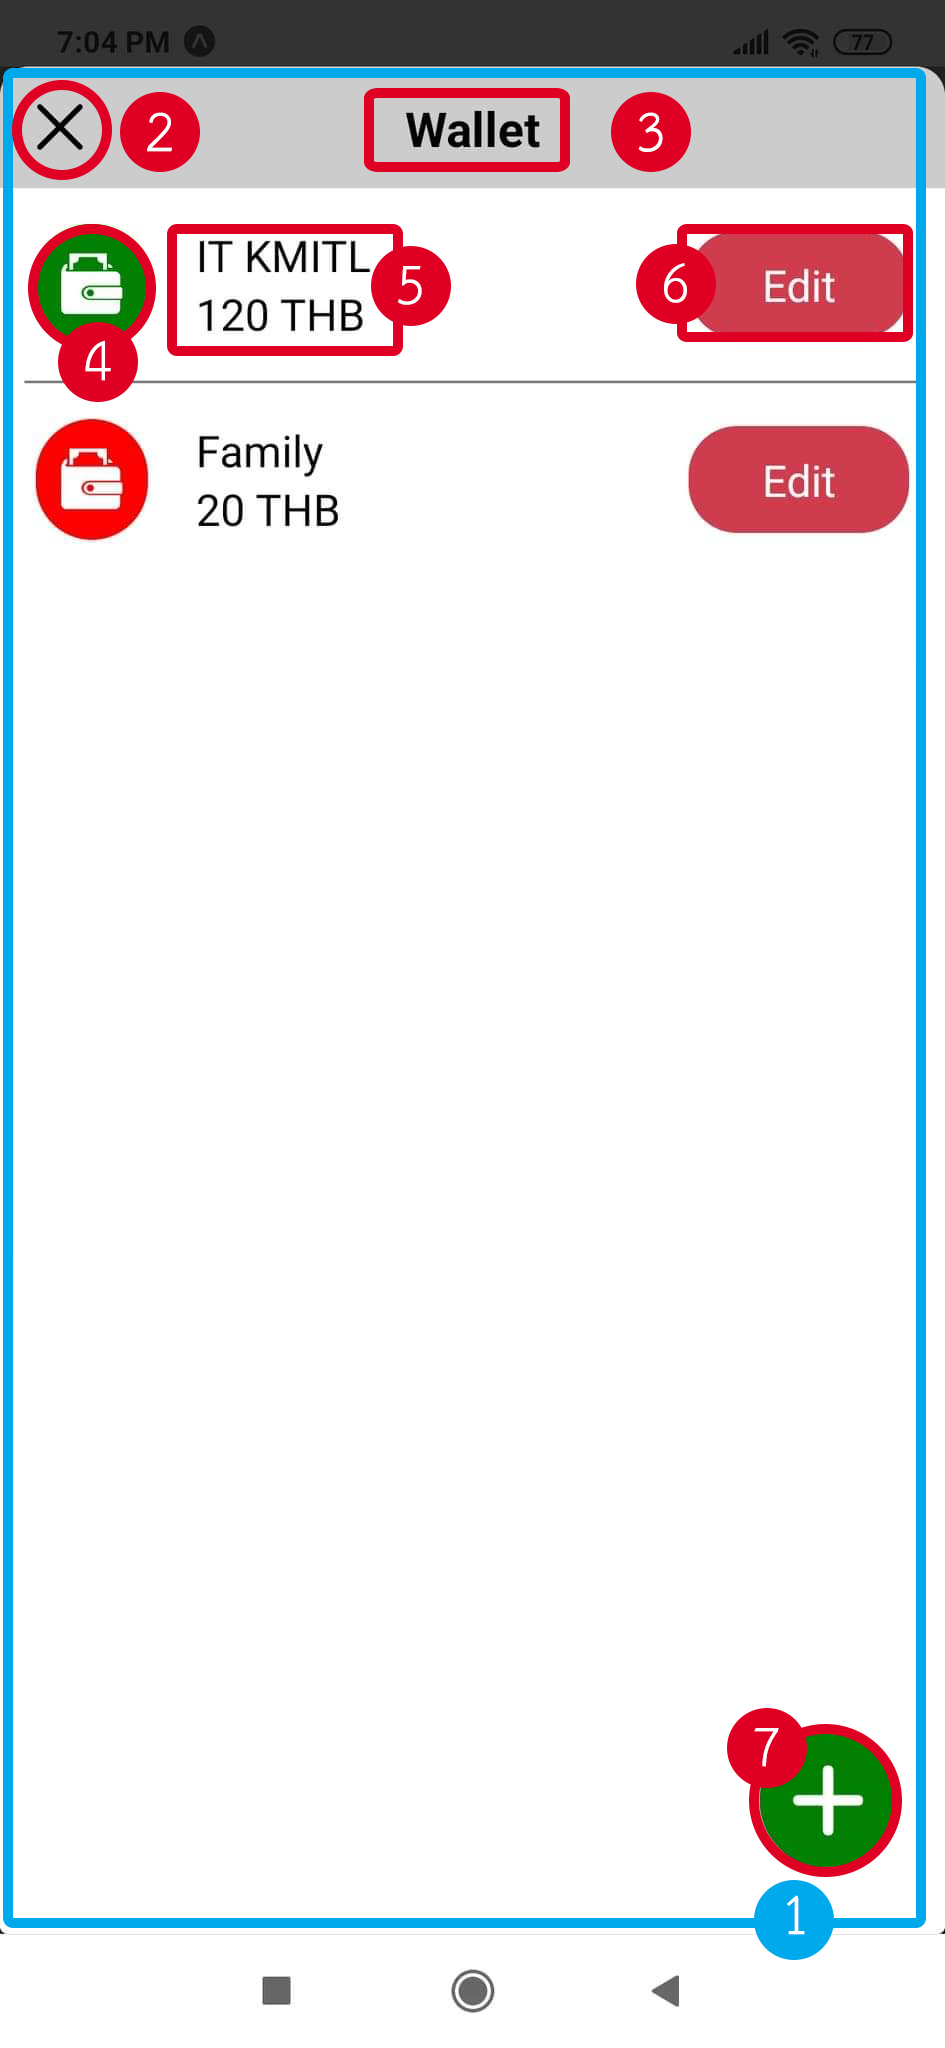 7:04 PM
77
2
Wallet
3
IT KMITL
120 THB
5
6
Edit
4
Family
20 THB
Edit
7
1